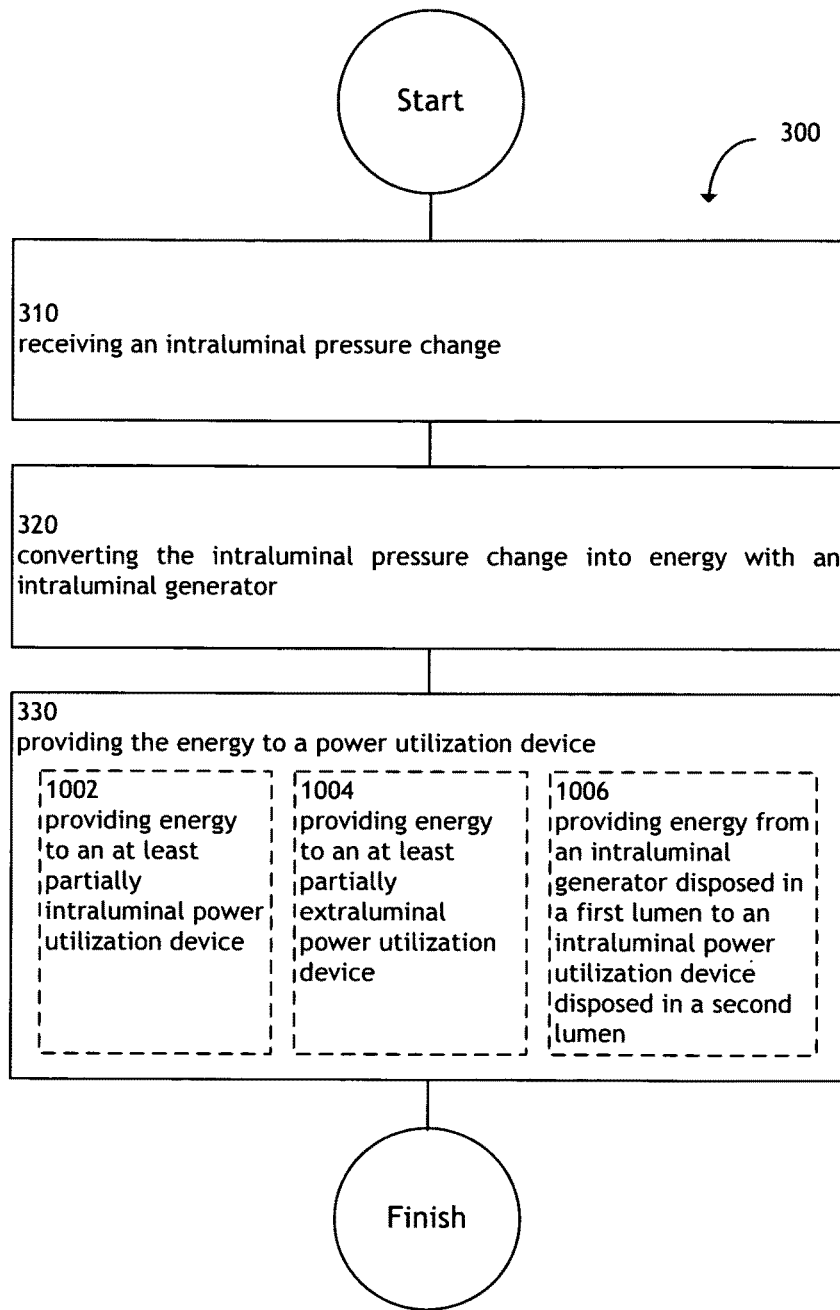 Start
300
310
receiving an intraluminal pressure change
320
converting the intraluminal pressure change into energy with an
intraluminal generator
330
providing the energy to a power utilization device
1002
providing energy
to an at least
partially
intraluminal power
utilization device
1004
providing energy
to an at least
partially
extraluminal
power utilization
device
1006
providing energy from
an intraluminal
generator disposed in
a first lumen to an
intraluminal power
utilization device
disposed in a second
lumen
Finish